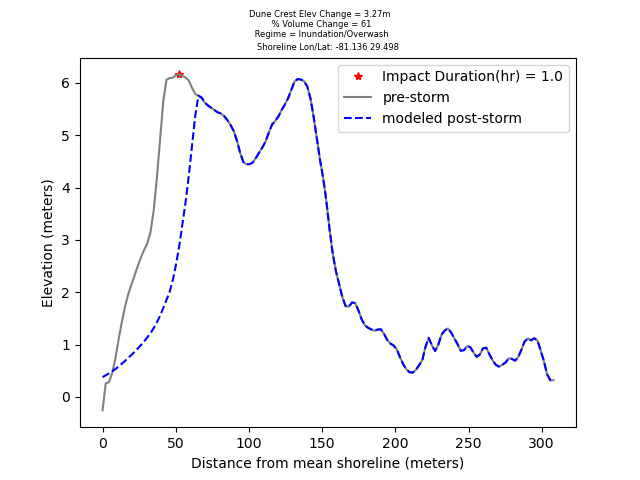 Dune Crest Elev Change = 3.27m
% Volume Change = 61
Regime = Inundation/Overwash
Shoreline Lon/Lat: -81.136 29.498
Impact Duration(hr) = 1.0
pre-storm
modeled post-storm
Elevation (meters)
6
5
4
3
2
1
0
0 50 100 150 200 250 300
Distance from mean shoreline (meters)